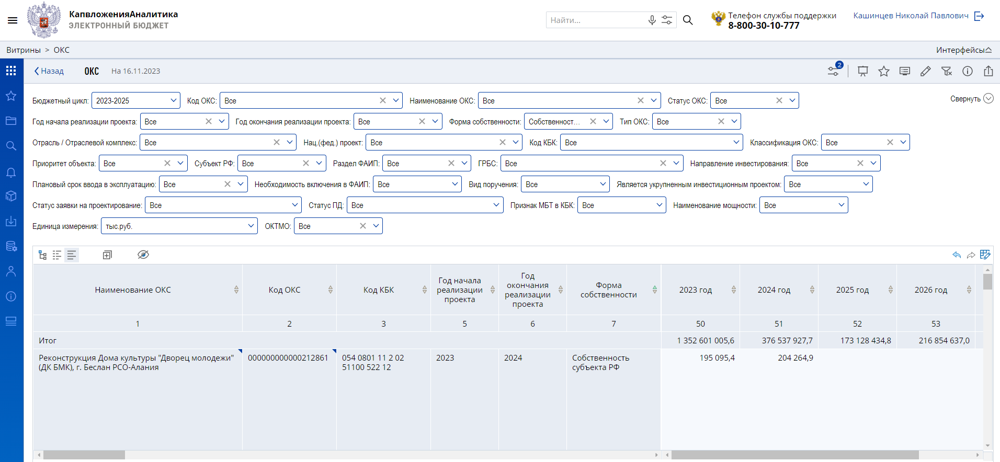 КапвложенияАналитика
ЭЛЕКТРОННЫЙ БЮДЖЕТ
Найти...
Телефон службы поддержки
8-800-30-10-777
Кашинцев Николай Павлович
Витрины > ОКС
Интерфейсы
Назад ОКС На 16.11.2023
2
Бюджетный цикл: 2023-2025 Код ОКС: Все Наименование ОКС: Все Статус ОКС: Все
Свернуть
Год начала реализации проекта: Все Год окончания реализации проекта: Все Форма собственности: Собственност... Тип ОКС: Все
Отрасль / Отраслевой комплекс: Все Нац.(фед.) проект: Все Код КБК: Все Классификация ОКС: Все
Приоритет объекта: Все Субъект РФ: Все Раздел ФАИП: Все ГРБС: Все Направление инвестирования: Все
Плановый срок ввода в эксплуатацию: Все Необходимость включения в ФАИП: Все Вид поручения: Все Является укрупненным инвестиционным проектом: Все
Статус заявки на проектирование: Все Статус ПД: Все Признак МБТ в КБК: Все Наименование мощности: Все
Единица измерения: тыс.руб. ОКТМО: Все
Наименование ОКС
Код ОКС
Код КБК
Год начала
реализации
проекта
Год
окончания
реализации
проекта
Форма
собственности
2023 год
2024 год
2025 год
2026 год
1 2 3 5 6 7 50 51 52 53
Итог 1 352 601 005,6 376 537 927,7 173 128 434,8 216 854 637,0
Реконструкция Дома культуры "Дворец молодежи"
(ДК БМК), г. Беслан РСО-Алания
000000000000212861
054 0801 11 2 02
51100 522 12
2023
2024
Собственность
субъекта РФ
195 095,4
204 264,9